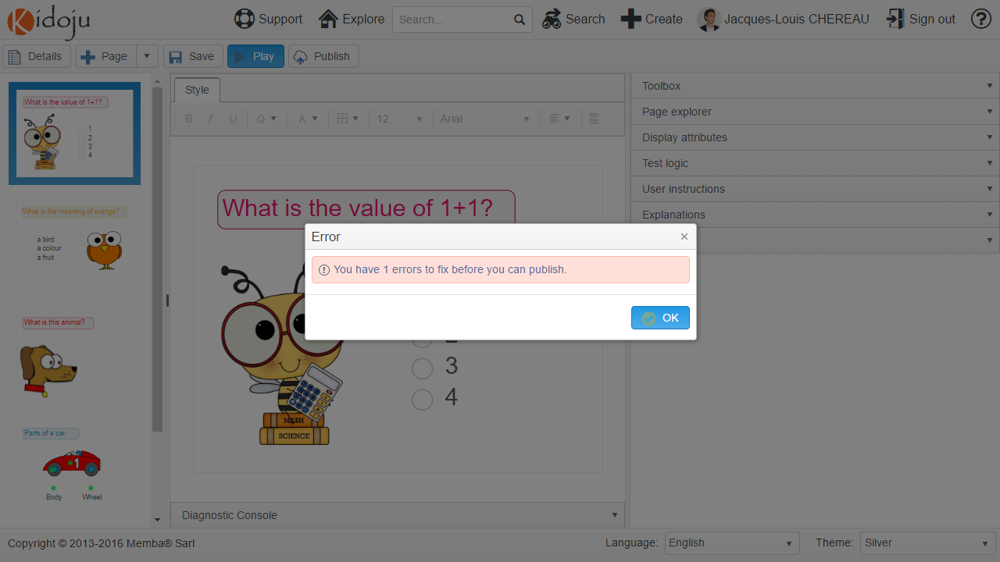 Kidoju
Support
Explore
Search...
Search
Create
Jacques-Louis CHEREAU
Sign out
Details
Page
Save
Play
Publish
What is the value of 1+1?
1
2
3
4
What is the meaning of orange?
a bird
a colour
a fruit
What is this animal?
Parts of a car
1
Body
Wheel
Style
B I U
A
12
Arial
What is the value of 1+1?
3
4
MATH
SCIENCE
Error
You have 1 errors to fix before you can publish.
OK
Diagnostic Console
Toolbox
Page explorer
Display attributes
Test logic
User instructions
Explanations
Copyright © 2013-2016 Memba® Sarl
Language:
English
Theme:
Silver